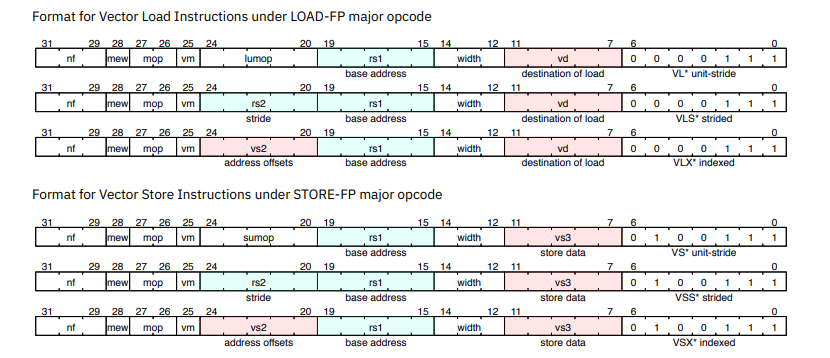 Format for Vector Load Instructions under LOAD-FP major opcode
31 29 28 27 26 25 24 20 19 15 14 12 11 7 6 0
nf mew mop vm lumop rs1 width vd 0 0 0 0 1 1 1
base address destination of load VL* unit-stride
31 29 28 27 26 25 24 20 19 15 14 12 11 7 6 0
nf mew mop vm rs2 rs1 width vd 0 0 0 0 1 1 1
stride base address destination of load VLS* strided
31 29 28 27 26 25 24 20 19 15 14 12 11 7 6 0
nf mew mop vm vs2 rs1 width vd 0 0 0 0 1 1 1
address offsets base address destination of load VLX* indexed
Format for Vector Store Instructions under STORE-FP major opcode
31 29 28 27 26 25 24 20 19 15 14 12 11 7 6 0
nf mew mop vm sumop rs1 width vs3 0 1 0 0 1 1 1
base address store data VS* unit-stride
31 29 28 27 26 25 24 20 19 15 14 12 11 7 6 0
nf mew mop vm rs2 rs1 width vs3 0 1 0 0 1 1 1
stride base address store data VSS* strided
31 29 28 27 26 25 24 20 19 15 14 12 11 7 6 0
nf mew mop vm vs2 rs1 width vs3 0 1 0 0 1 1 1
address offsets base address store data VSX* indexed